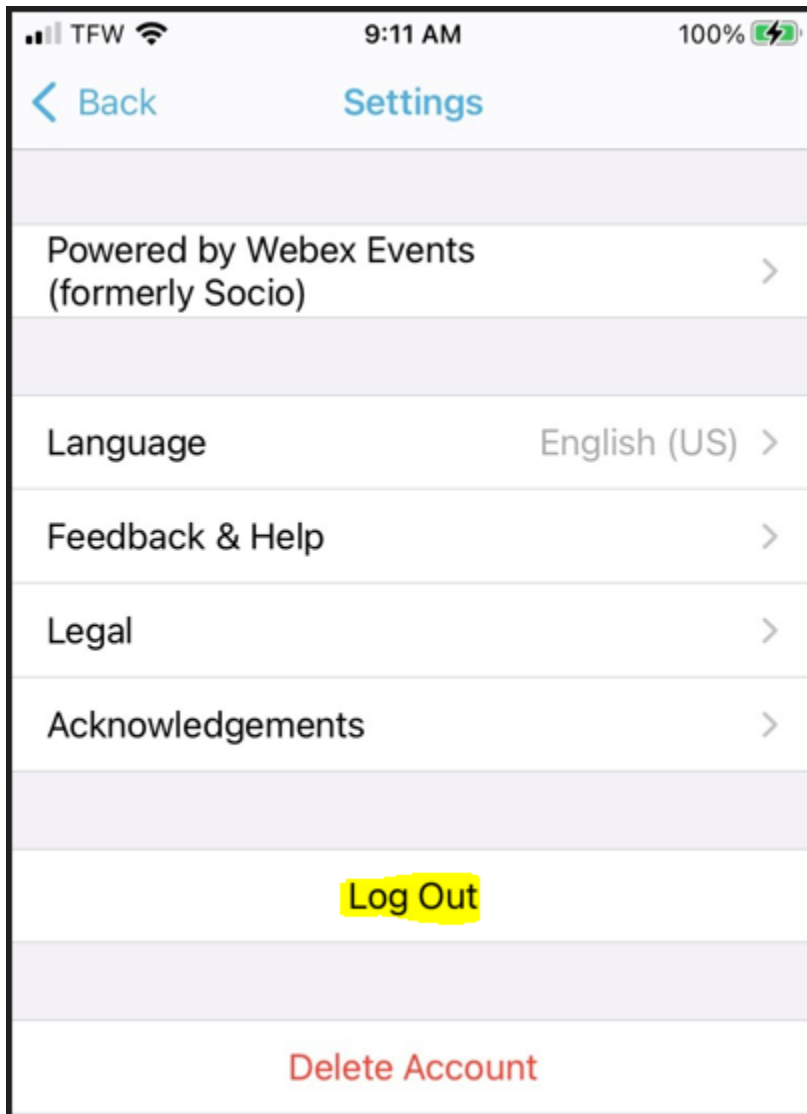 TFW 9:11 AM 100%
Back Settings
Powered by Webex Events
(formerly Socio)
Language English (US)
Feedback & Help
Legal
Acknowledgements
Log Out
Delete Account